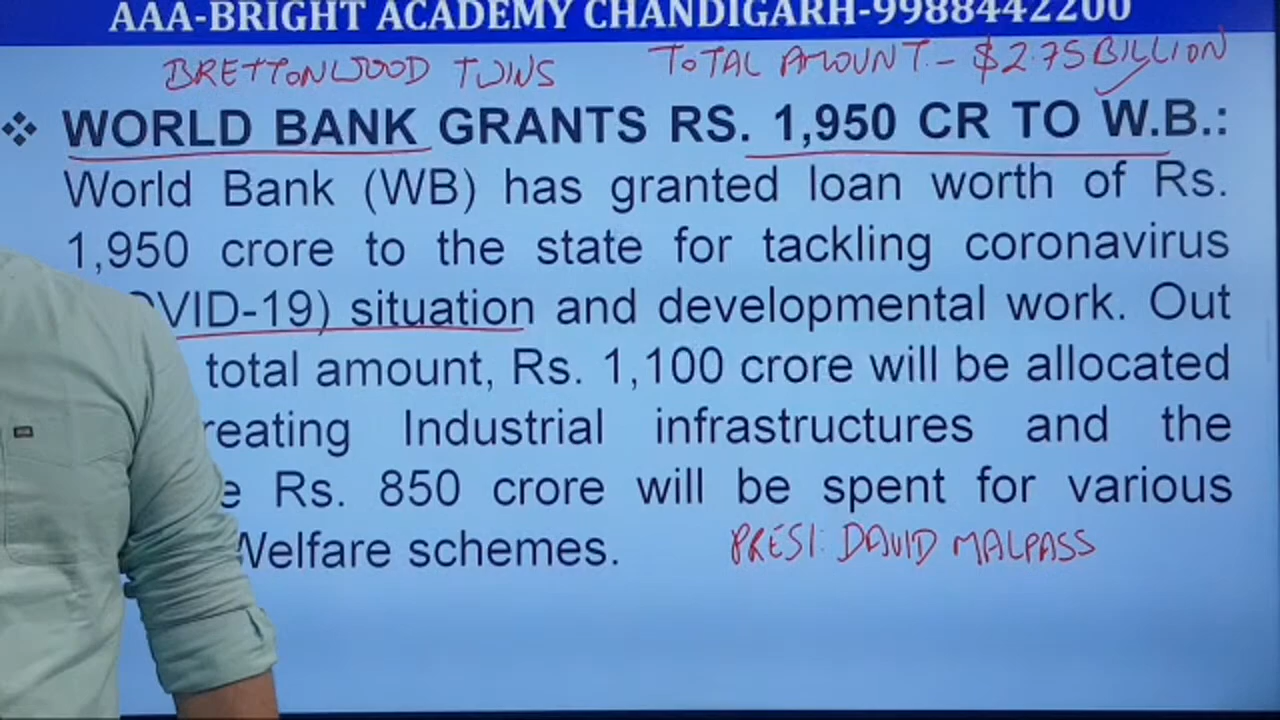 AAA-BRIGHT ACADEMY CHANDIGARH-9988442200
BRETTONWOOD TWINS TOTAL AMOUNT - $2.75 BILLION
❖ WORLD BANK GRANTS RS. 1,950 CR TO W.B.:
World Bank (WB) has granted loan worth of Rs.
1,950 crore to the state for tackling coronavirus
OVID-19) situation and developmental work. Out
total amount, Rs. 1,100 crore will be allocated
reating Industrial infrastructures and the
e Rs. 850 crore will be spent for various
Welfare schemes. PRESI: DAVID MALPASS